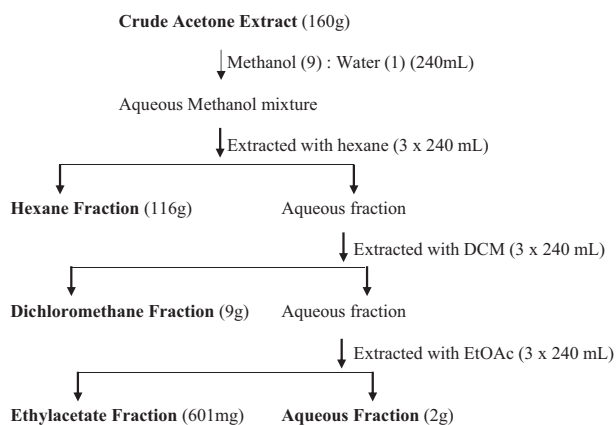 Crude Acetone Extract (160g)
Methanol (9) : Water (1) (240mL)
Aqueous Methanol mixture
Extracted with hexane (3 x 240 mL)
Hexane Fraction (116g) Aqueous fraction
Extracted with DCM (3 x 240 mL)
Dichloromethane Fraction (9g) Aqueous fraction
Extracted with EtOAc (3 x 240 mL)
Ethylacetate Fraction (601mg) Aqueous Fraction (2g)